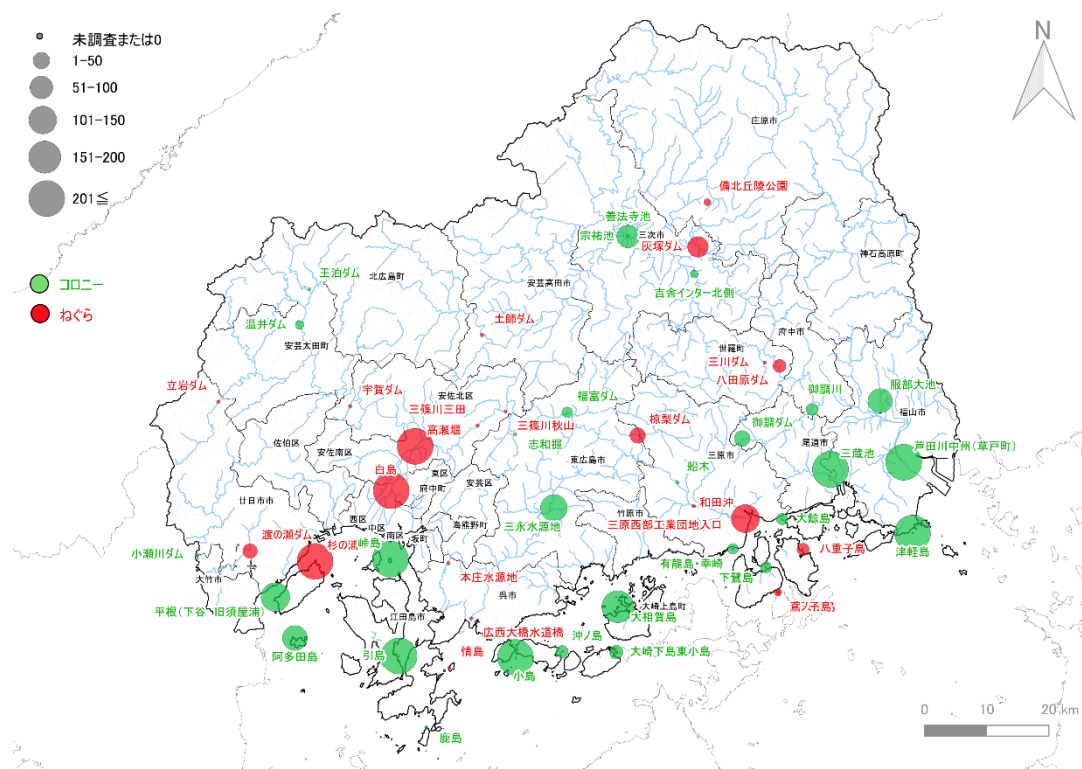 未調査または0
1-50
51-100
101-150
151-200
201≦
コロニー
ねぐら
N
庄原市
備北丘陵公園
善法寺池
宗祐池
三次市
灰塚ダム
神石高原町
吉舎インター北側
王泊ダム
北広島町
安芸高田市
温井ダム
安芸太田町
土師ダム
府中市
世羅町
三川ダム
八田原ダム
立岩ダム
宇賀ダム
安佐北区
三篠川三田
高瀬堰
福富ダム
三篠川秋山
志和掘
椋梨ダム
御調川
服部大池
福山市
御調ダム
尾道市
三蔵池
芦田川中州(草戸町)
佐伯区
安佐南区
東区
府中町
安芸区
白島
東広島市
三原市
船木
廿日市市
西区
中区
南区
坂町
海熊野町
三永水源地
竹原市
和田沖
三原西部工業団地入口
大鯨島
津軽島
小瀬川ダム
渡の瀬ダム
杉の浦
峠島
大竹市
本庄水源地
有龍島・幸崎
下鷺島
八重子島
平根(下谷・旧須屋浦)
呉市
江田島市
大崎上島町
大相賀島
鳶ノ子島
阿多田島
引島
情島
広西大橋水道橋
沖ノ島
小島
大崎下島東小島
鹿島
0
10
20 km